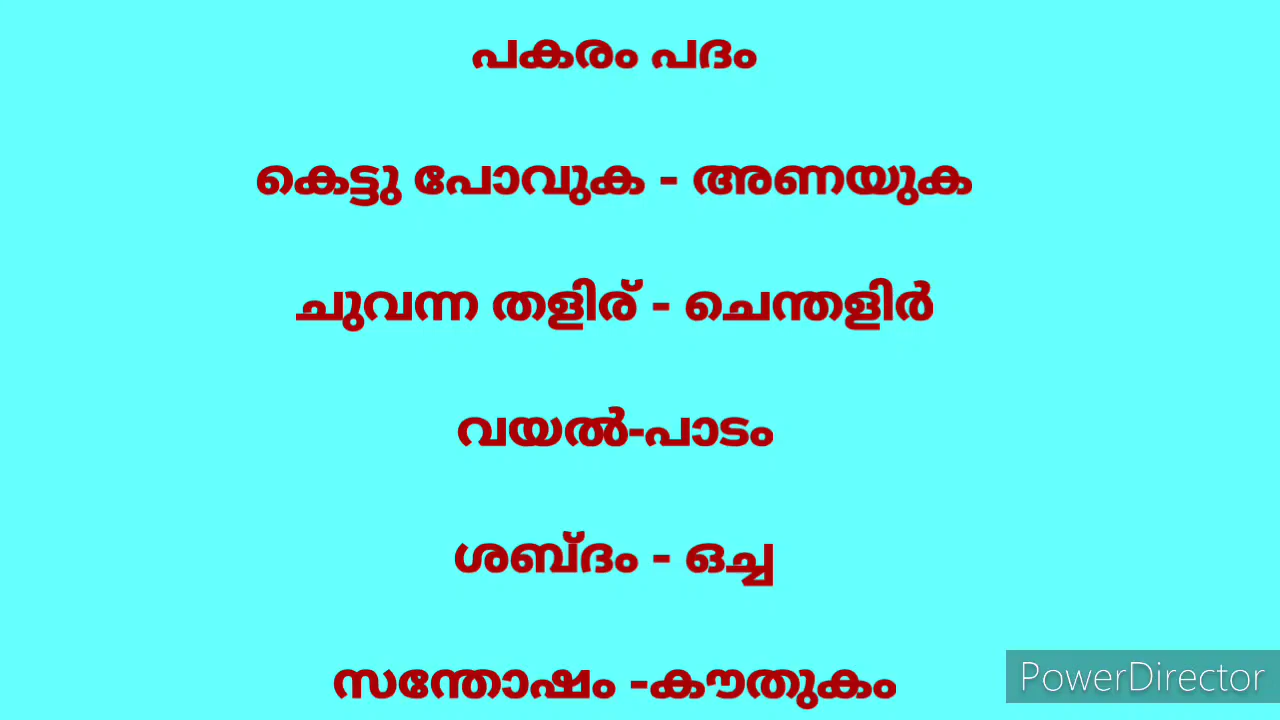 പകരം പദം
കെട്ടു പോവുക - അണയുക
ചുവന്ന തളിര് - ചെന്തളിർ
വയൽ-പാടം
ശബ്ദം - ഒച്ച
സന്തോഷം -കൗതുകം
PowerDirector